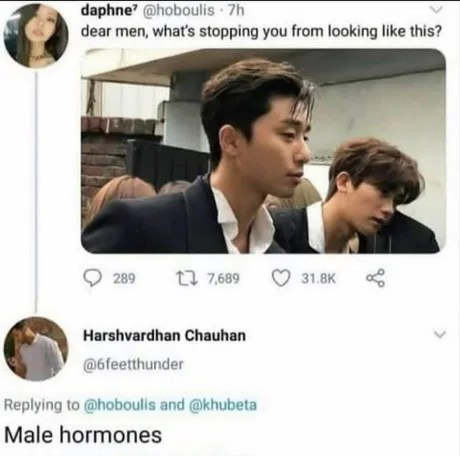 daphne⁷ @hoboulis · 7h
dear men, what's stopping you from looking like this?
289 7,689 31.8K
Harshvardhan Chauhan
@6feetthunder
Replying to @hoboulis and @khubeta
Male hormones